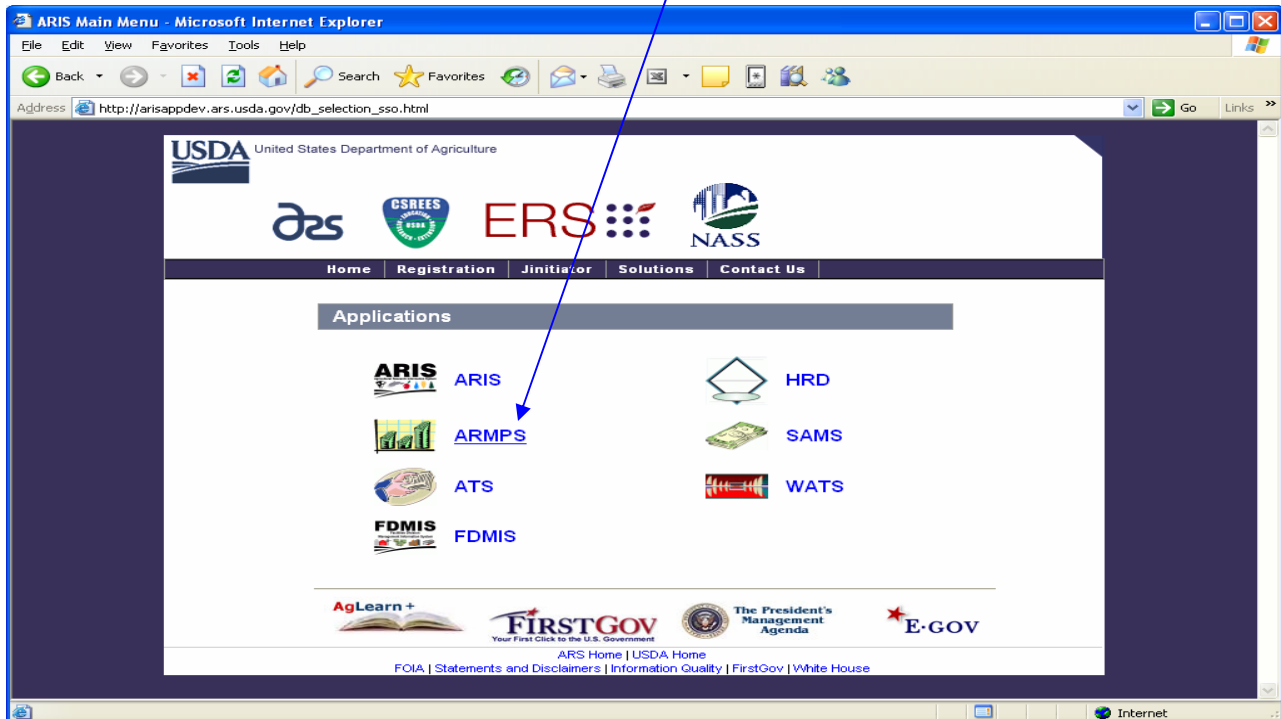 ARIS Main Menu - Microsoft Internet Explorer
File Edit View Favorites Tools Help
Back Search Favorites
Address http://arisappdev.ars.usda.gov/db_selection_sso.html Go Links »
USDA United States Department of Agriculture
ars CSREES ERS NASS
USDA
Home Registration Jinitiator Solutions Contact Us
Applications
ARIS ARIS HRD
ARMPS SAMS
ATS WATS
FDMIS FDMIS
AgLearn +
FIRSTGOV
Your First Click to the U.S. Government
The President's
Management
Agenda
E-GOV
ARS Home | USDA Home
FOIA | Statements and Disclaimers | Information Quality | FirstGov | White House
Internet